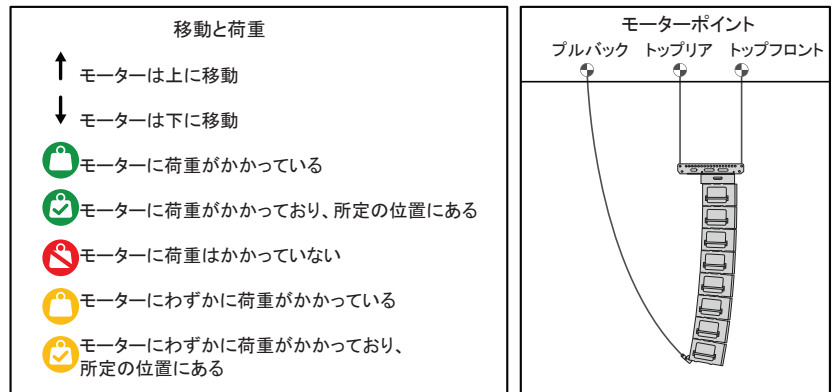 移動と荷重
モーターは上に移動
モーターは下に移動
モーターに荷重がかかっている
モーターに荷重がかかっており、所定の位置にある
モーターに荷重はかかっていない
モーターにわずかに荷重がかかっている
モーターにわずかに荷重がかかっており、
所定の位置にある
モーターポイント
プルバック トップリア トップフロント